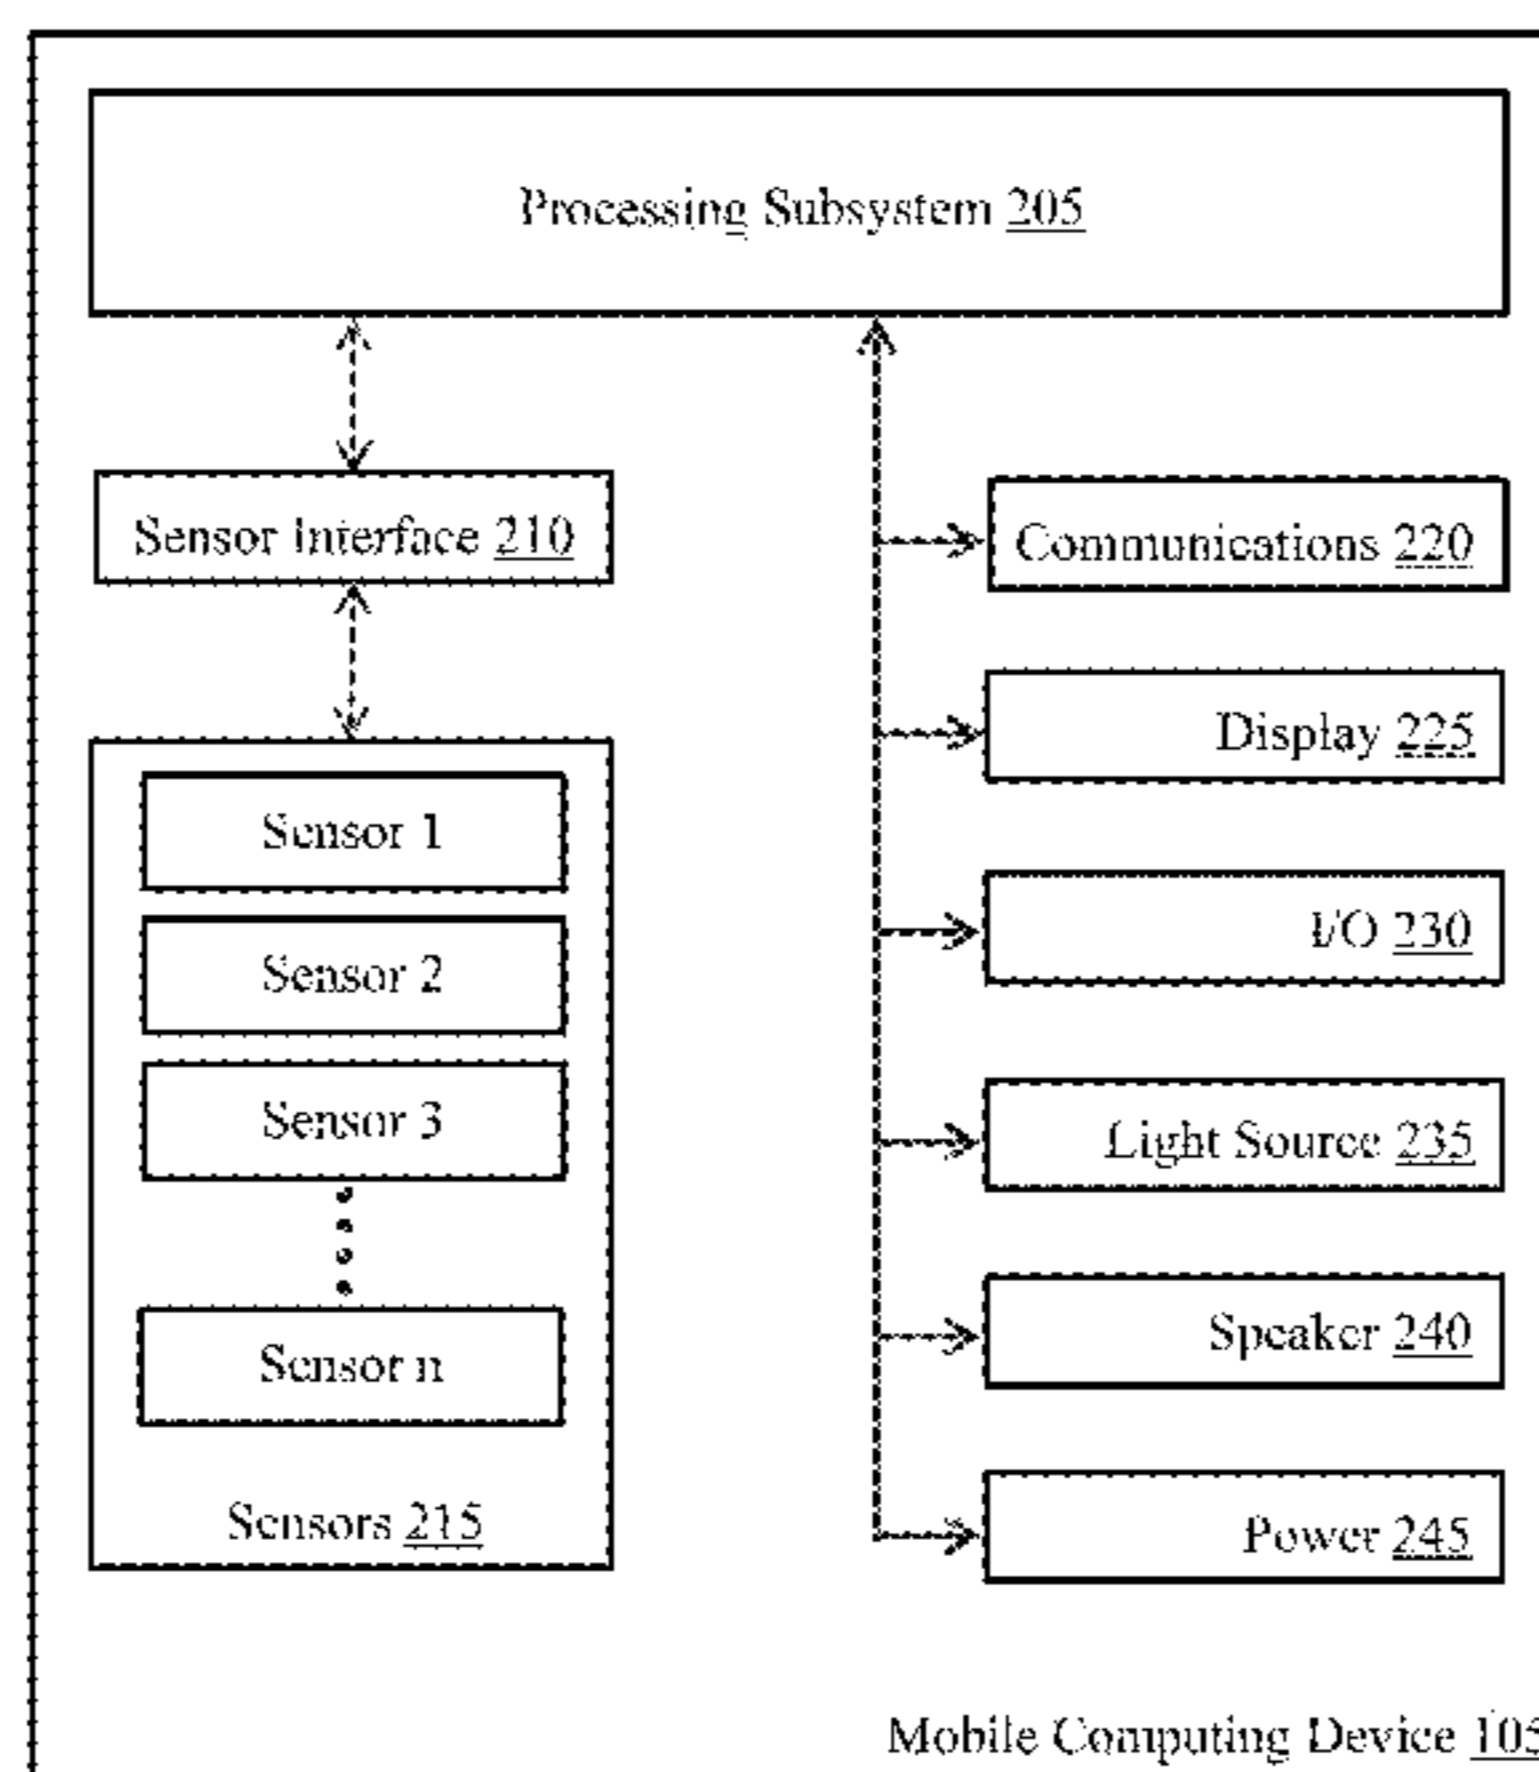 Processing Subsystem 205
Sensor Interface 210
Communications 220
Display 225
Sensor 1
I/O 230
Sensor 2
Sensor 3
Light Source 235
Sensor n
Speaker 240
Sensors 215
Power 245
Mobile Computing Device 105